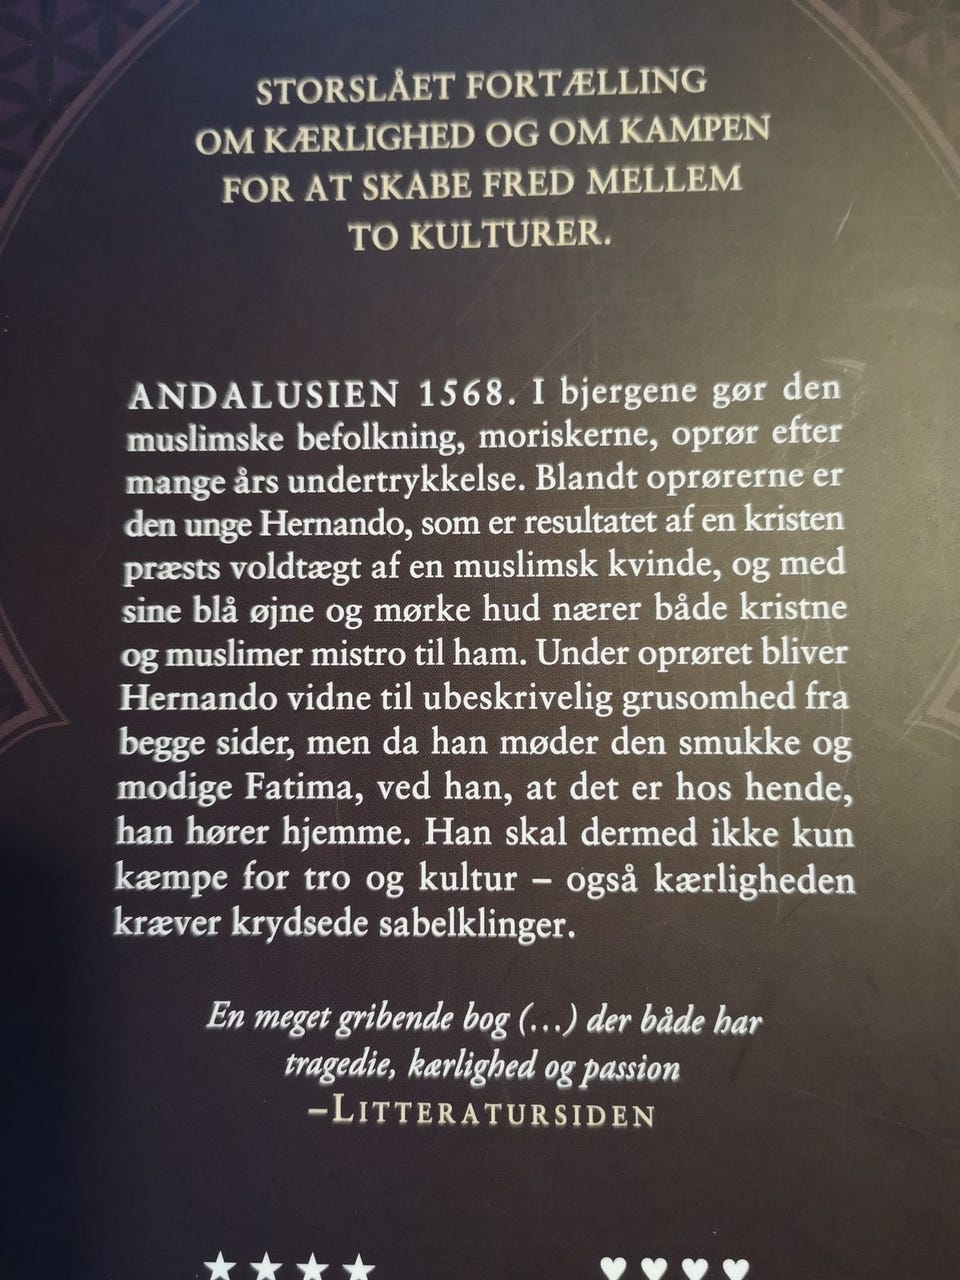 STORSLÅET FORTÆLLING
OM KÆRLIGHED OG OM KAMPEN
FOR AT SKABE FRED MELLEM
TO KULTURER.
ANDALUSIEN 1568. I bjergene gør den
muslimske befolkning, moriskerne, oprør efter
mange års undertrykkelse. Blandt oprørerne er
den unge Hernando, som er resultatet af en kristen
præsts voldtægt af en muslimsk kvinde, og med
sine blå øjne og mørke hud nærer både kristne
og muslimer mistro til ham. Under oprøret bliver
Hernando vidne til ubeskrivelig grusomhed fra
begge sider, men da han møder den smukke og
modige Fatima, ved han, at det er hos hende,
han hører hjemme. Han skal dermed ikke kun
kæmpe for tro og kultur – også kærligheden
kræver krydsede sabelklinger.
En meget gribende bog (...) der både har
tragedie, kærlighed og passion
–LITTERATURSIDEN